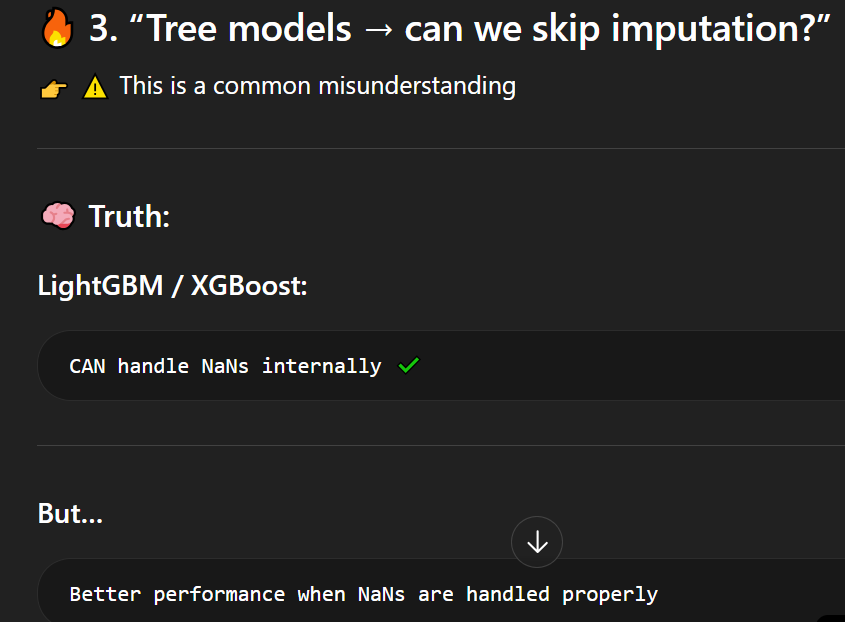 🔥 3. “Tree models → can we skip imputation?”
👉 ⚠️ This is a common misunderstanding
🧠 Truth:
LightGBM / XGBoost:
CAN handle NaNs internally ✔
But...
Better performance when NaNs are handled properly